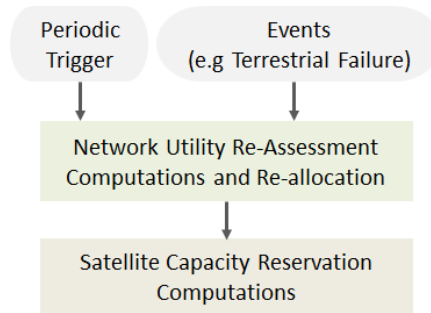 Periodic
Trigger
Events
(e.g Terrestrial Failure)
Network Utility Re-Assessment
Computations and Re-allocation
Satellite Capacity Reservation
Computations